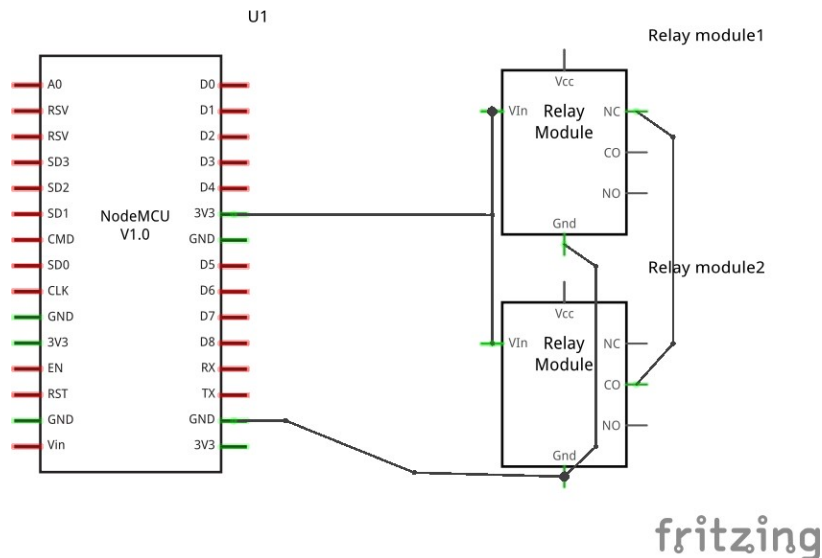 U1
A0
RSV
RSV
SD3
SD2
SD1
CMD
SD0
CLK
GND
3V3
EN
RST
GND
Vin
NodeMCU
V1.0
D0
D1
D2
D3
D4
3V3
GND
D5
D6
D7
D8
RX
TX
GND
3V3
Relay module1
Vcc
VIn
Relay
Module
NC
CO
NO
Gnd
Relay module2
Vcc
VIn
Relay
Module
NC
CO
NO
Gnd
fritzing